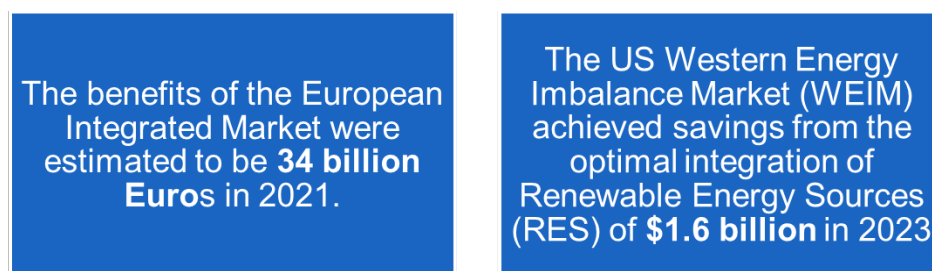 The benefits of the European
Integrated Market were
estimated to be 34 billion
Euros in 2021.
The US Western Energy
Imbalance Market (WEIM)
achieved savings from the
optimal integration of
Renewable Energy Sources
(RES) of $1.6 billion in 2023